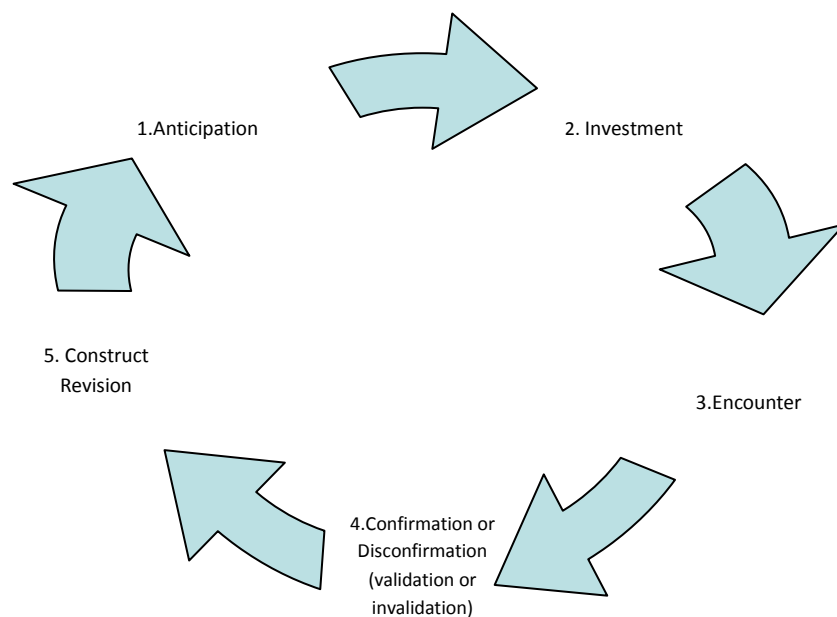 1.Anticipation
2. Investment
3.Encounter
4.Confirmation or
Disconfirmation
(validation or
invalidation)
5. Construct
Revision